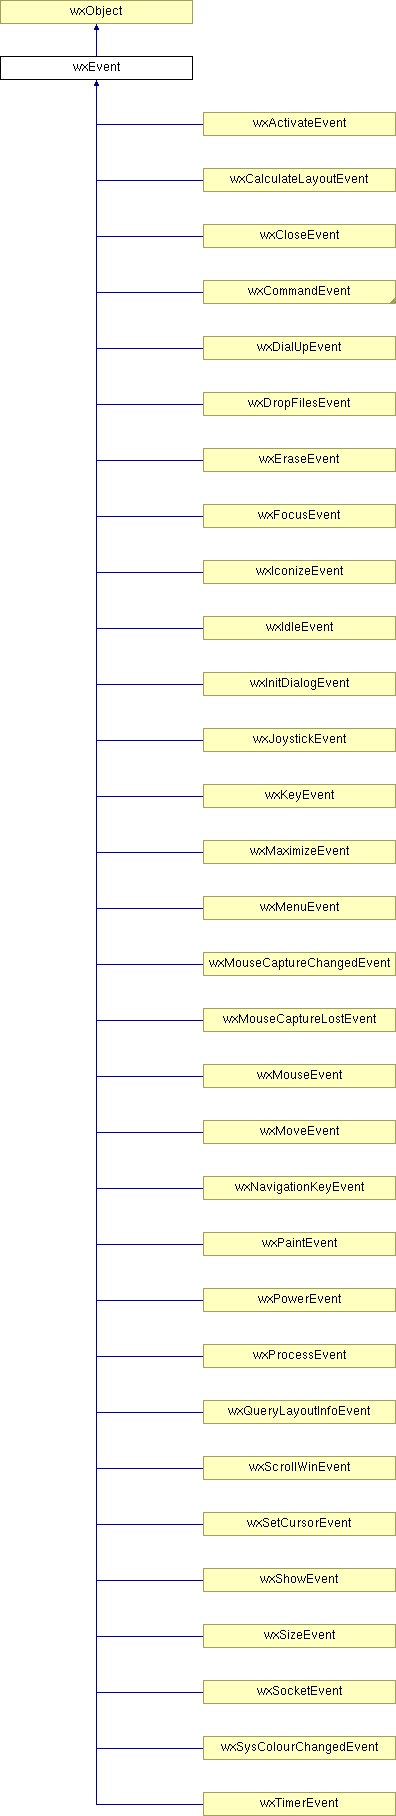 wxObject
wxEvent
wxActivateEvent
wxCalculateLayoutEvent
wxCloseEvent
wxCommandEvent
wxDialUpEvent
wxDropFilesEvent
wxEraseEvent
wxFocusEvent
wxIconizeEvent
wxIdleEvent
wxInitDialogEvent
wxJoystickEvent
wxKeyEvent
wxMaximizeEvent
wxMenuEvent
wxMouseCaptureChangedEvent
wxMouseCaptureLostEvent
wxMouseEvent
wxMoveEvent
wxNavigationKeyEvent
wxPaintEvent
wxPowerEvent
wxProcessEvent
wxQueryLayoutInfoEvent
wxScrollWinEvent
wxSetCursorEvent
wxShowEvent
wxSizeEvent
wxSocketEvent
wxSysColourChangedEvent
wxTimerEvent